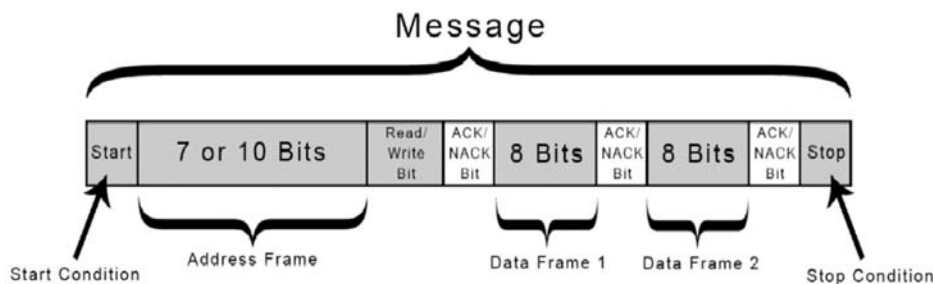 Message
Start
7 or 10 Bits
Read/
Write
Bit
ACK/
NACK
Bit
8 Bits
ACK/
NACK
Bit
8 Bits
ACK/
NACK
Bit
Stop
Start Condition
Address Frame
Data Frame 1
Data Frame 2
Stop Condition